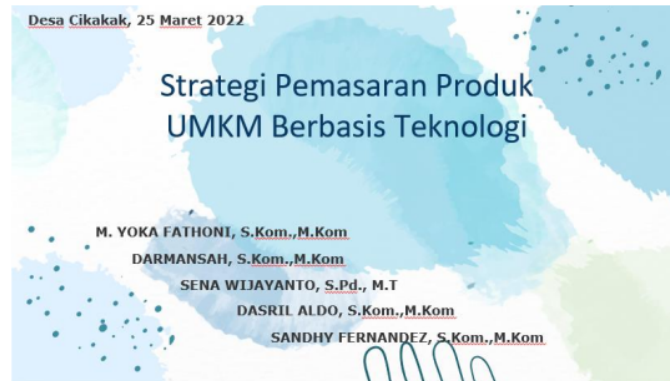 Desa Cikakak, 25 Maret 2022
Strategi Pemasaran Produk
UMKM Berbasis Teknologi
M. YOKA FATHONI, S.Kom.,M.Kom
DARMANSAH, S.Kom.,M.Kom
SENA WIJAYANTO, S.Pd., M.T
DASRIL ALDO, S.Kom.,M.Kom
SANDHY FERNANDEZ, S.Kom.,M.Kom